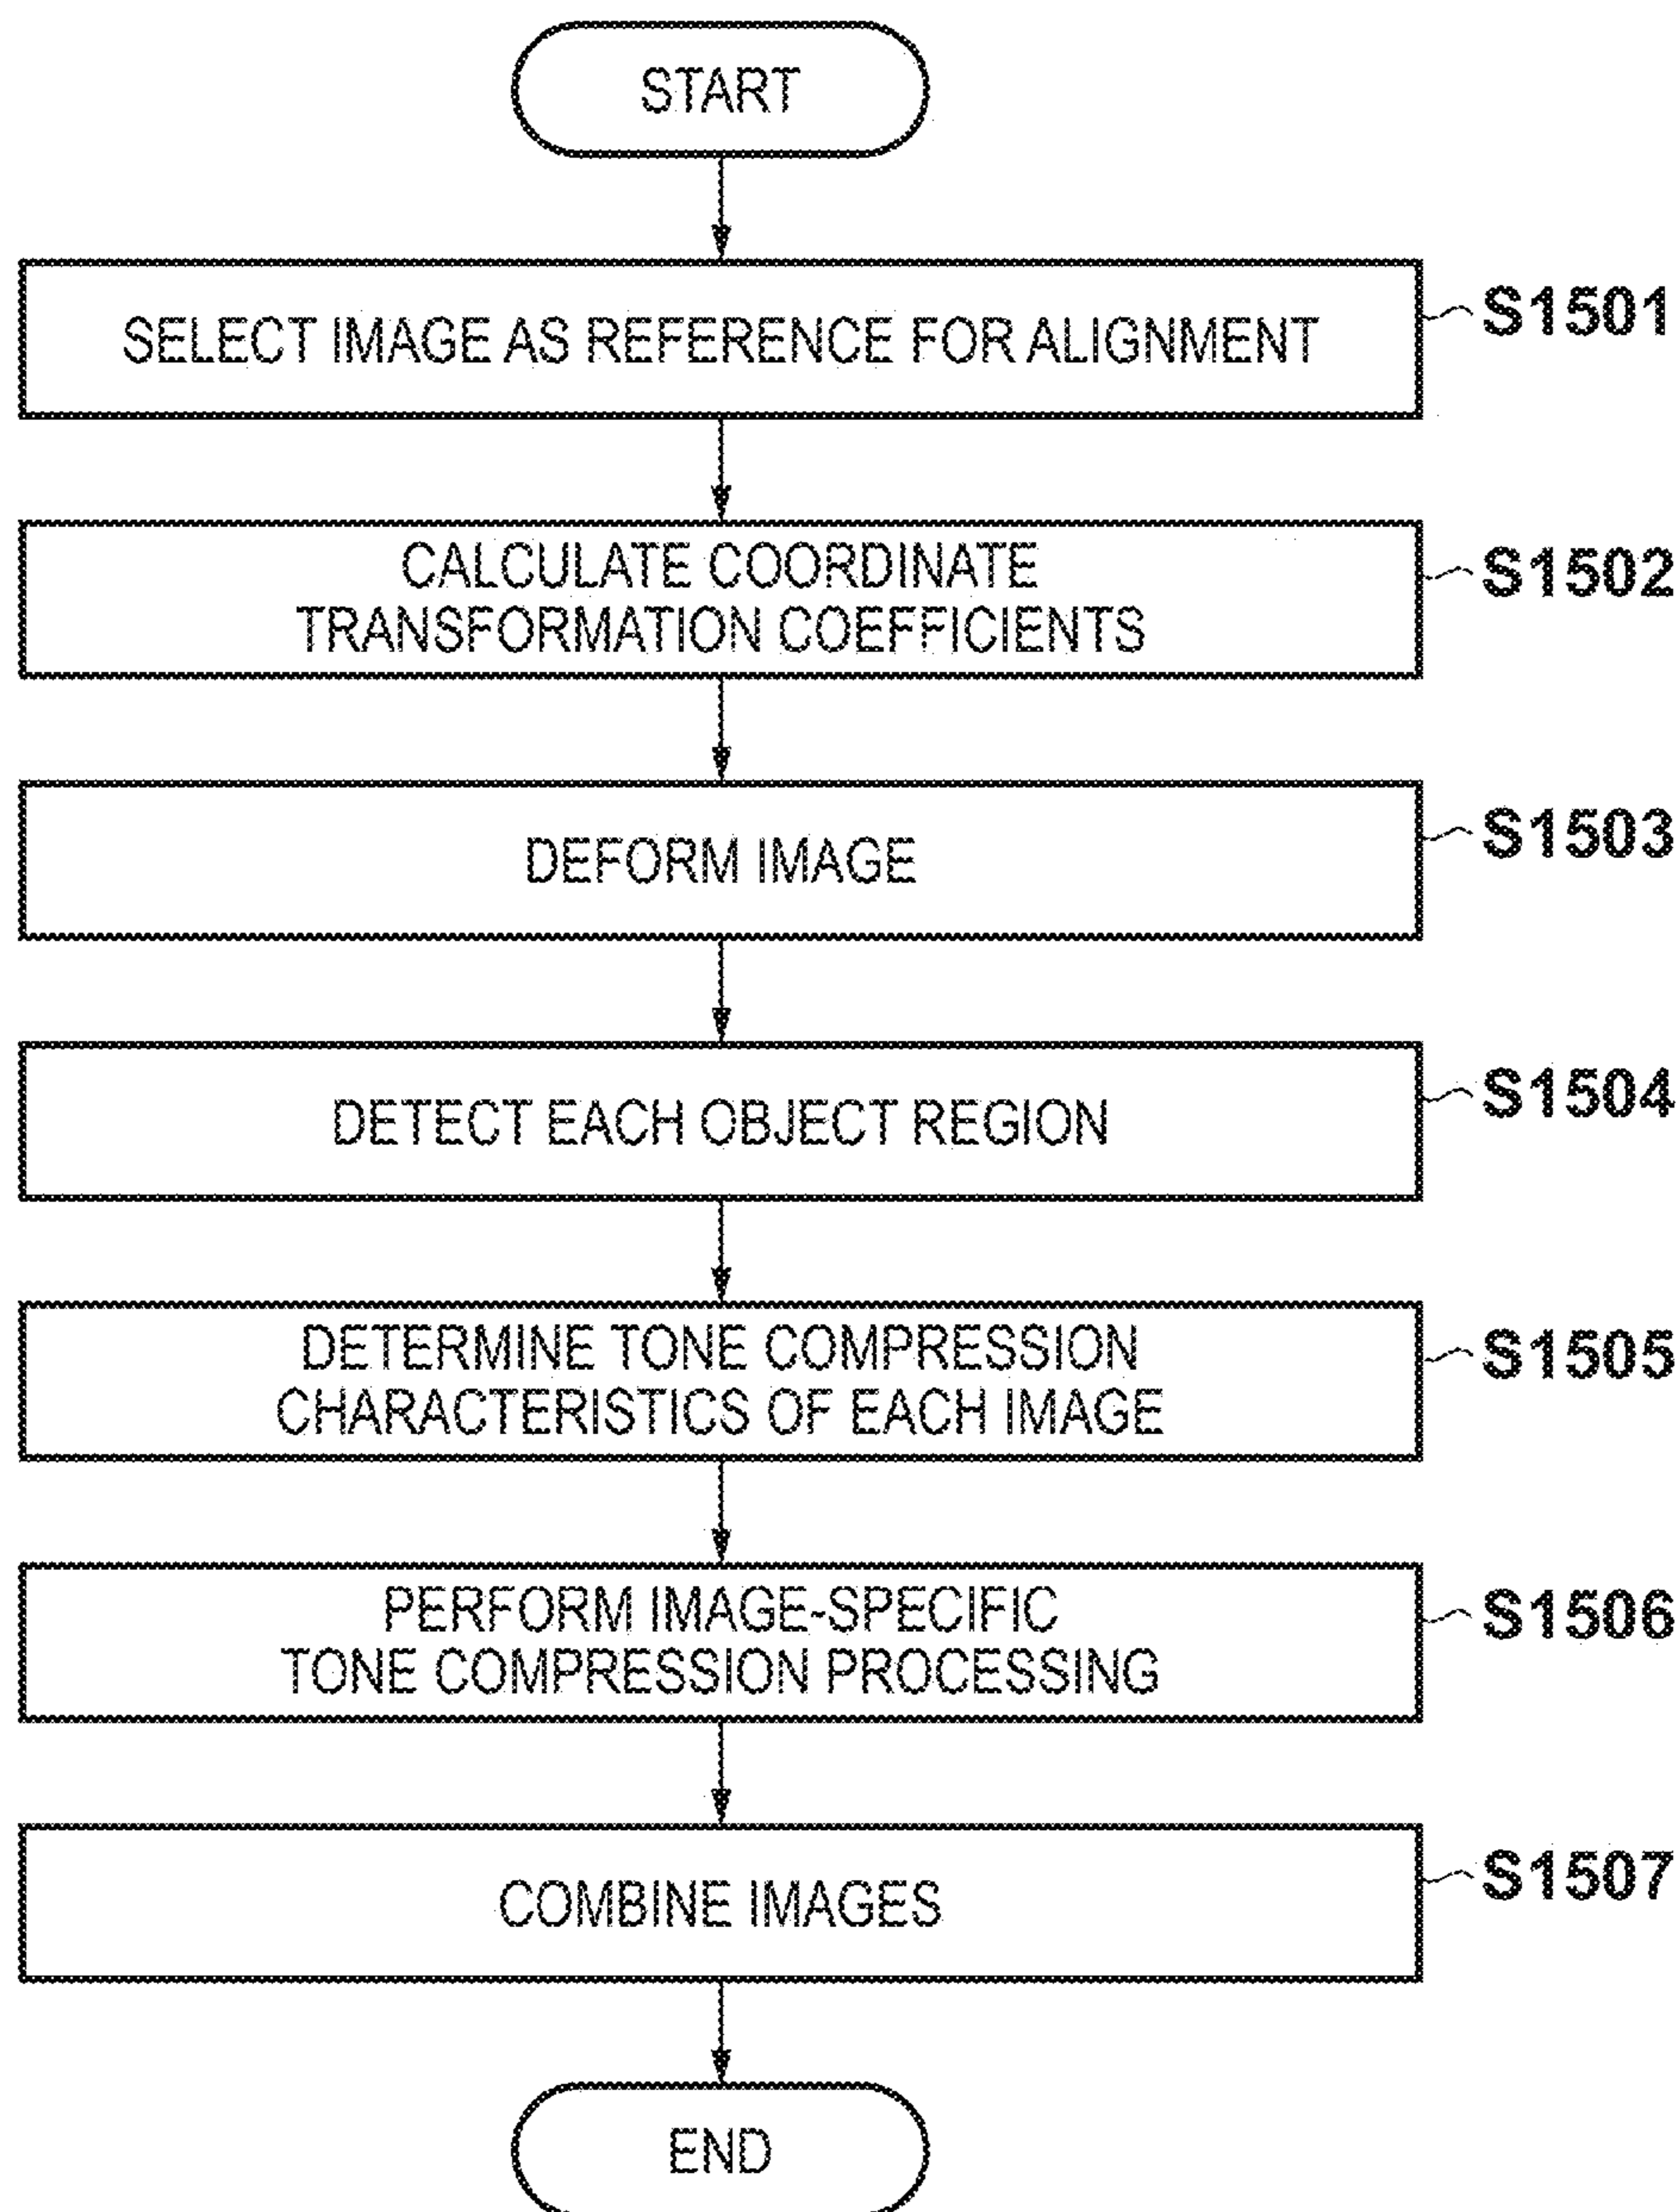 START
SELECT IMAGE AS REFERENCE FOR ALIGNMENT
S1501
CALCULATE COORDINATE
TRANSFORMATION COEFFICIENTS
S1502
DEFORM IMAGE
S1503
DETECT EACH OBJECT REGION
S1504
DETERMINE TONE COMPRESSION
CHARACTERISTICS OF EACH IMAGE
S1505
PERFORM IMAGE-SPECIFIC
TONE COMPRESSION PROCESSING
S1506
COMBINE IMAGES
S1507
END